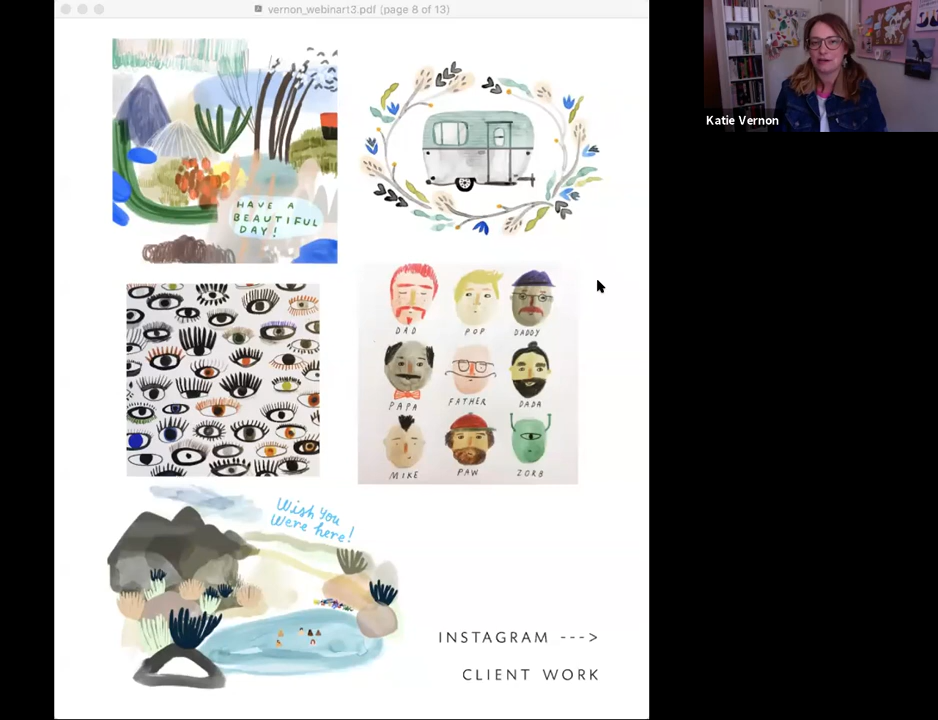 vernon_webinar13.pdf (page 8 of 13)
Katie Vernon
HAVE A
BEAUTIFUL
DAY!
DAD POP DADDY
PAPA FATHER DADA
MIKE PAW ZORB
Wish You
Were here!
INSTAGRAM --->
CLIENT WORK